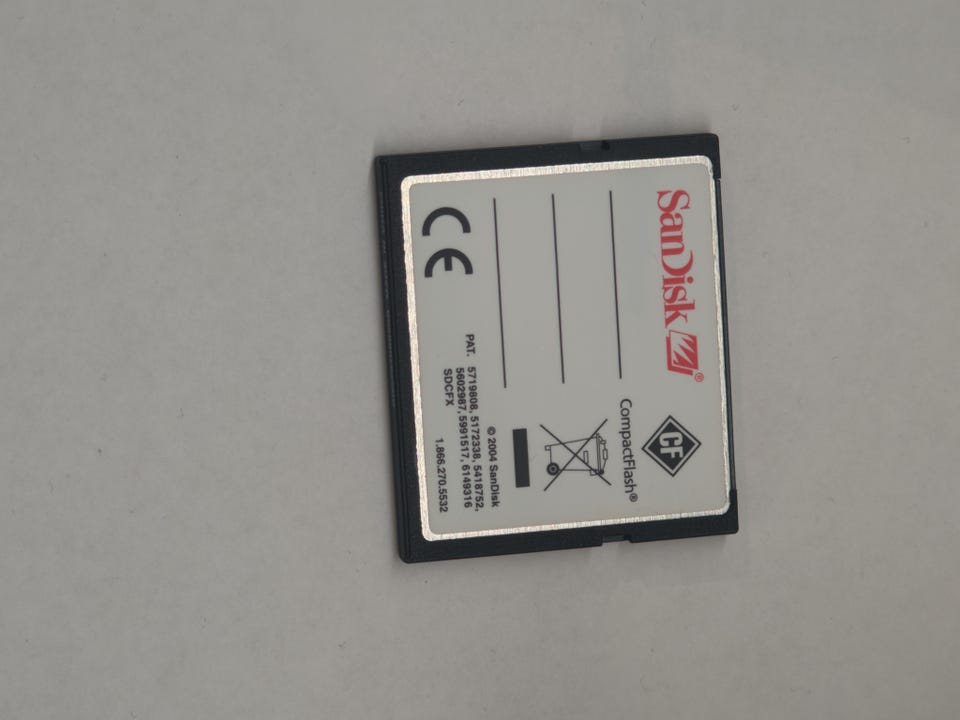 SanDisk®
CF
CompactFlash®
CE
© 2004 SanDisk
PAT. 5719808, 5172338, 5418752,
5602987, 5991517, 6149316
SDCFX
1.866.270.5532